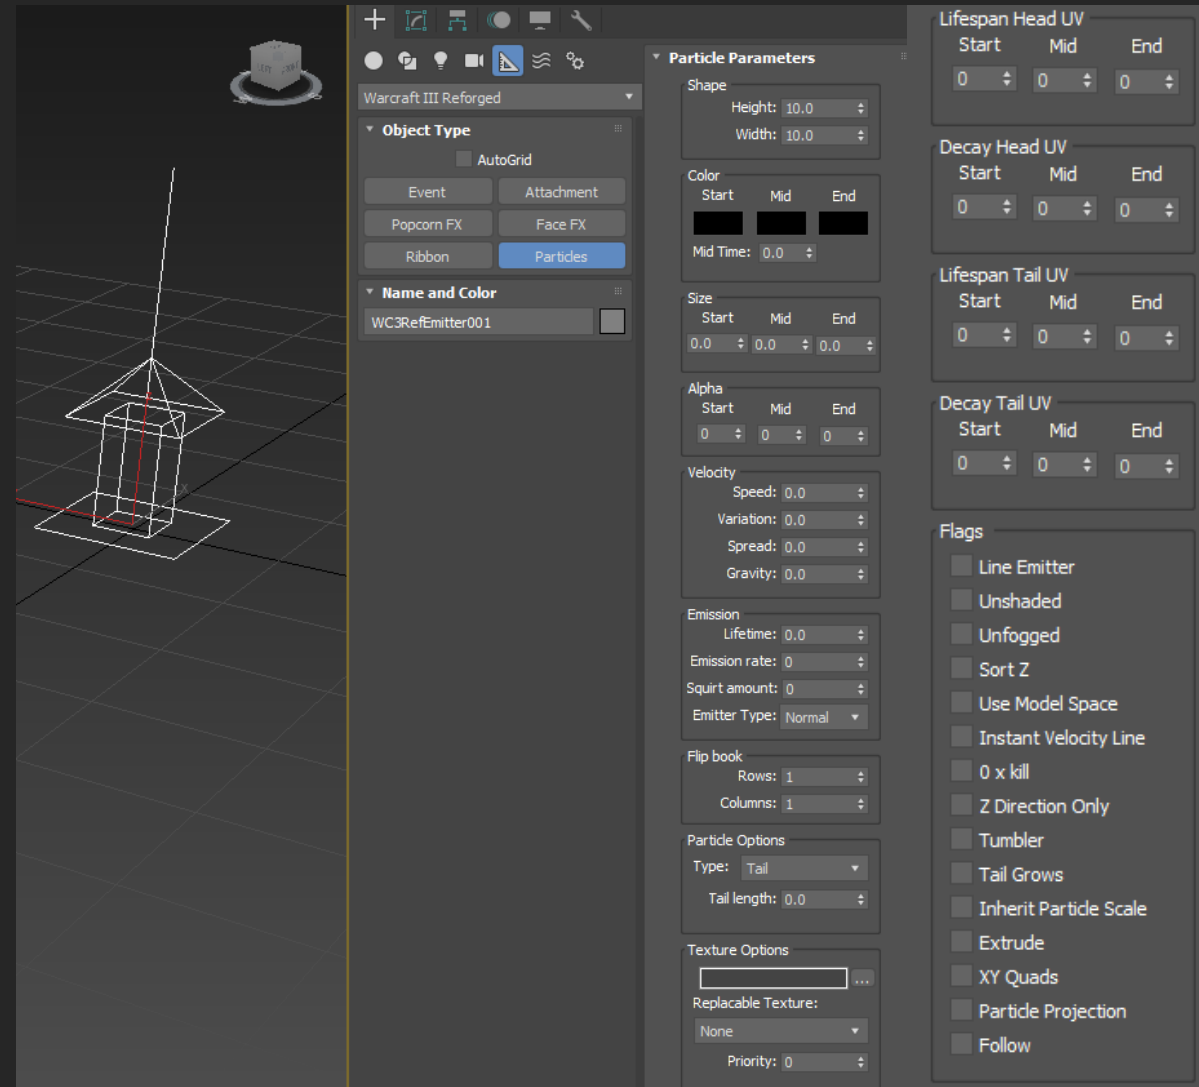 Warcraft III Reforged
Object Type
AutoGrid
Event Attachment
Popcorn FX Face FX
Ribbon Particles
Name and Color
WC3RefEmitter001
Particle Parameters
Shape
Height: 10.0
Width: 10.0
Color
Start Mid End
Mid Time: 0.0
Size
Start Mid End
0.0 0.0 0.0
Alpha
Start Mid End
0 0 0
Velocity
Speed: 0.0
Variation: 0.0
Spread: 0.0
Gravity: 0.0
Emission
Lifetime: 0.0
Emission rate: 0
Squirt amount: 0
Emitter Type: Normal
Flip book
Rows: 1
Columns: 1
Particle Options
Type: Tail
Tail length: 0.0
Texture Options
...
Replacable Texture:
None
Priority: 0
Lifespan Head UV
Start Mid End
0 0 0
Decay Head UV
Start Mid End
0 0 0
Lifespan Tail UV
Start Mid End
0 0 0
Decay Tail UV
Start Mid End
0 0 0
Flags
Line Emitter
Unshaded
Unfogged
Sort Z
Use Model Space
Instant Velocity Line
0 x kill
Z Direction Only
Tumbler
Tail Grows
Inherit Particle Scale
Extrude
XY Quads
Particle Projection
Follow